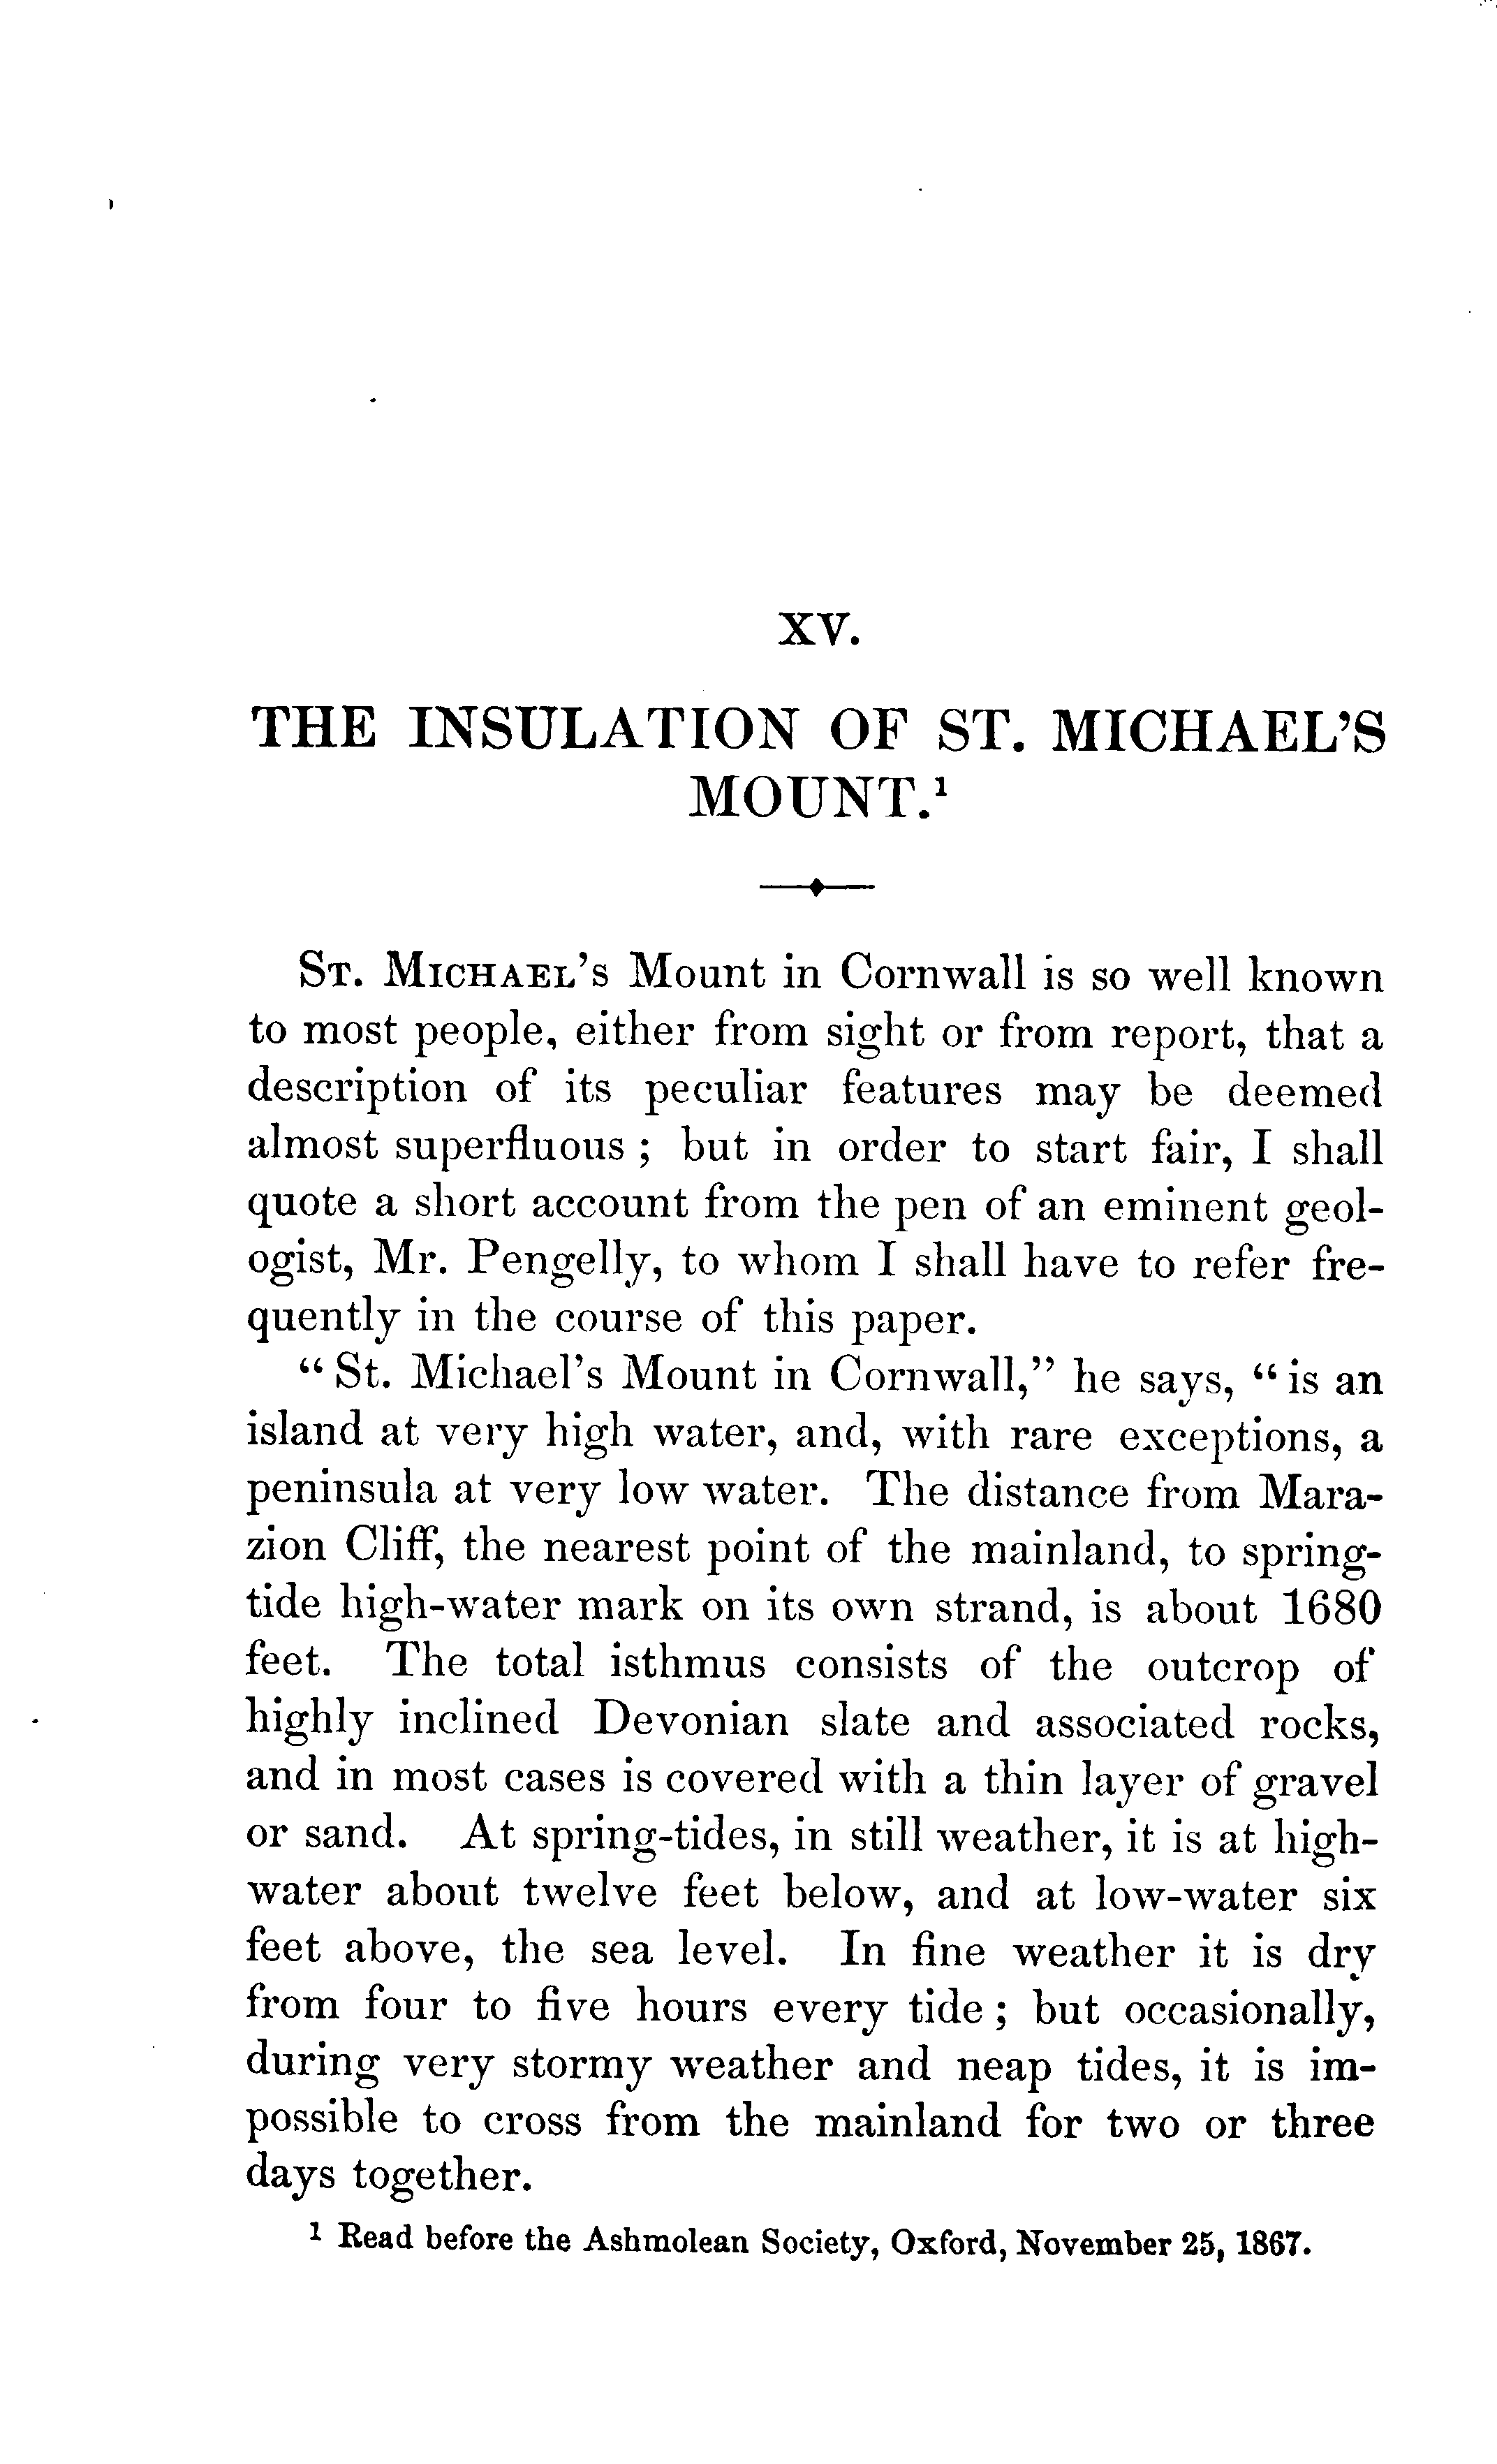 XV.
THE INSULATION OF ST. MICHAEL'S
MOUNT.¹
ST. MICHAEL'S Mount in Cornwall is so well known
to most people, either from sight or from report, that a
description of its peculiar features may be deemed
almost superfluous ; but in order to start fair, I shall
quote a short account from the pen of an eminent geol-
ogist, Mr. Pengelly, to whom I shall have to refer fre-
quently in the course of this paper.
“ St. Michael's Mount in Cornwall,” he says, “ is an
island at very high water, and, with rare exceptions, a
peninsula at very low water. The distance from Mara-
zion Cliff, the nearest point of the mainland, to spring-
tide high-water mark on its own strand, is about 1680
feet. The total isthmus consists of the outcrop of
highly inclined Devonian slate and associated rocks,
and in most cases is covered with a thin layer of gravel
or sand. At spring-tides, in still weather, it is at high-
water about twelve feet below, and at low-water six
feet above, the sea level. In fine weather it is dry
from four to five hours every tide ; but occasionally,
during very stormy weather and neap tides, it is im-
possible to cross from the mainland for two or three
days together.
¹ Read before the Ashmolean Society, Oxford, November 25, 1867.